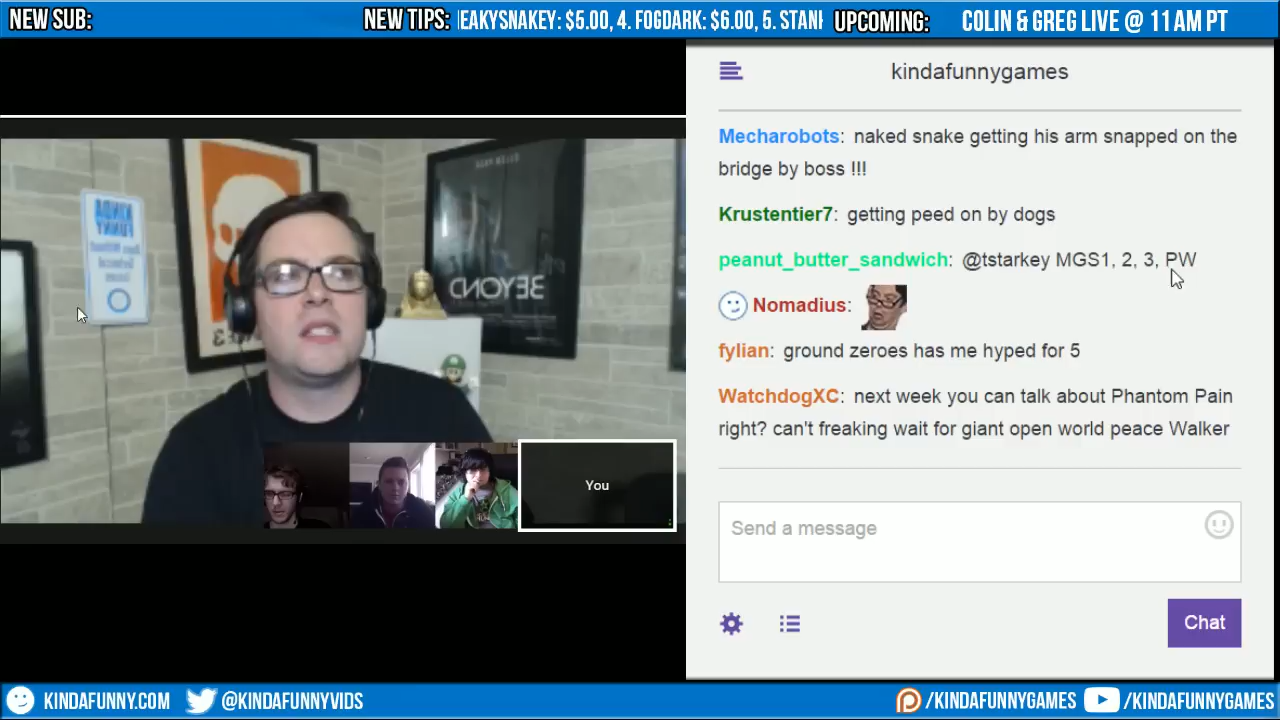 NEW SUB:
NEW TIPS: EAKYSNAKEY: $5.00, 4. FOGDARK: $6.00, 5. STANI
UPCOMING: COLIN & GREG LIVE @ 11 AM PT
kindafunnygames
Mecharobots: naked snake getting his arm snapped on the
bridge by boss !!!
Krustentier7: getting peed on by dogs
peanut_butter_sandwich: @tstarkey MGS1, 2, 3, PW
Nomadius:
fylian: ground zeroes has me hyped for 5
WatchdogXC: next week you can talk about Phantom Pain
right? can't freaking wait for giant open world peace Walker
Send a message
Chat
KINDA
FUNNY
BEYOND
You
KINDAFUNNY.COM
@KINDAFUNNYVIDS
/KINDAFUNNYGAMES
/KINDAFUNNYGAMES